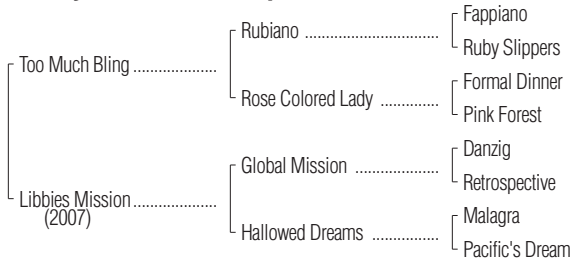 Fappiano
Rubiano ..............................
Ruby Slippers
Too Much Bling ...................
Formal Dinner
Rose Colored Lady .............
Pink Forest
Danzig
Global Mission ...................
Retrospective
Libbies Mission ...................
(2007)
Malagra
Hallowed Dreams ...............
Pacific's Dream